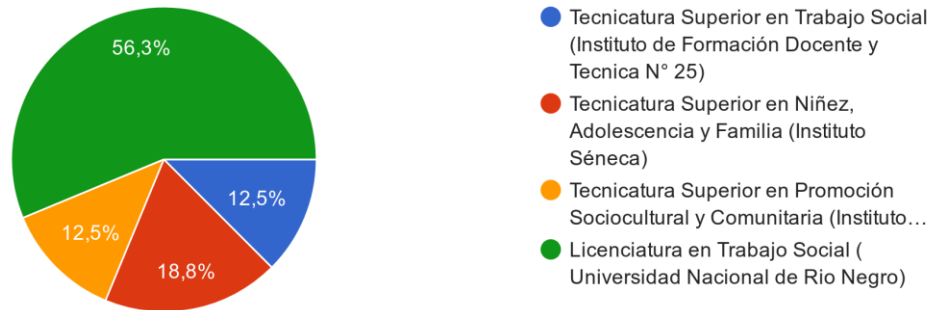 56,3%
12,5%
12,5%
18,8%
Tecnicatura Superior en Trabajo Social
(Instituto de Formación Docente y
Tecnica N° 25)
Tecnicatura Superior en Niñez,
Adolescencia y Familia (Instituto
Séneca)
Tecnicatura Superior en Promoción
Sociocultural y Comunitaria (Instituto…
Licenciatura en Trabajo Social (
Universidad Nacional de Rio Negro)